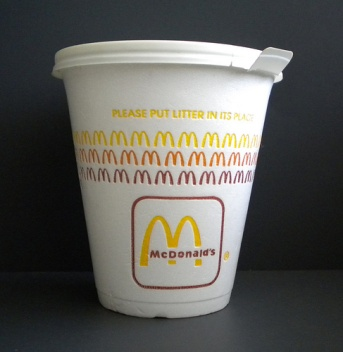 PLEASE PUT LITTER IN ITS PLACE
McDonald's
®